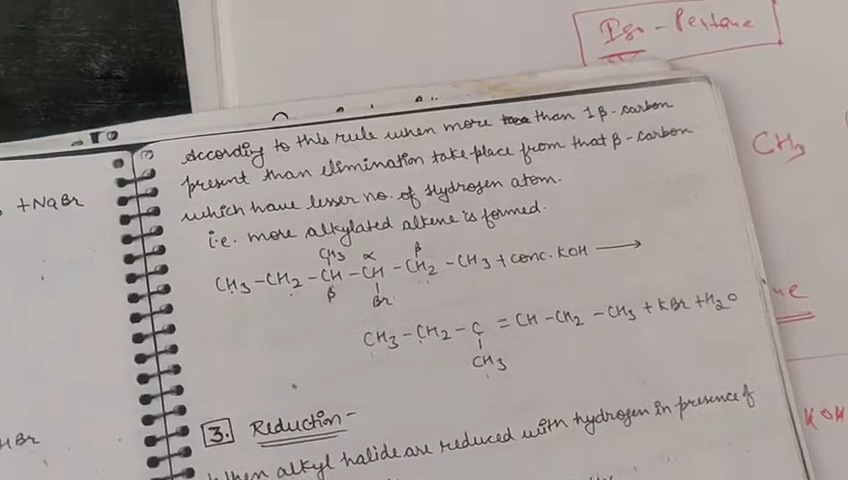 Iso - Pentane
According to this rule when more than 1 β-carbon
present than elimination take place from that β-carbon
which have lesser no. of Hydrogen atom.
i.e. more alkylated alkene is formed.
CH3 ∝ β
CH3-CH2-CH-CH-CH2-CH3+conc. KOH ⟶
β Br
CH3-CH2-C=CH-CH2-CH3+KBr+H2O
CH3
3. Reduction-
When alkyl halide are reduced with hydrogen in presence of
+NaBr
HBr
CH3
KOH